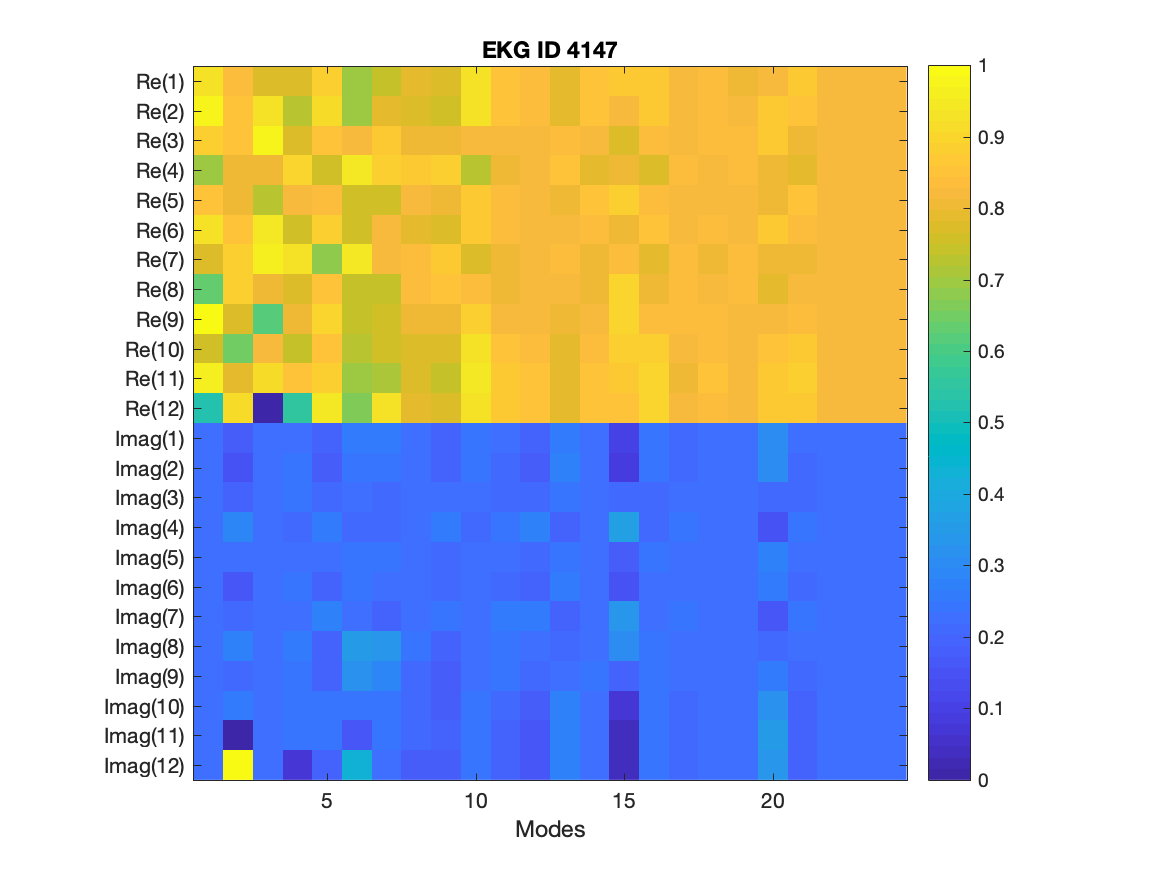 EKG ID 4147
Re(1)
Re(2)
Re(3)
Re(4)
Re(5)
Re(6)
Re(7)
Re(8)
Re(9)
Re(10)
Re(11)
Re(12)
Imag(1)
Imag(2)
Imag(3)
Imag(4)
Imag(5)
Imag(6)
Imag(7)
Imag(8)
Imag(9)
Imag(10)
Imag(11)
Imag(12)
5 10 15 20
Modes
1
0.9
0.8
0.7
0.6
0.5
0.4
0.3
0.2
0.1
0